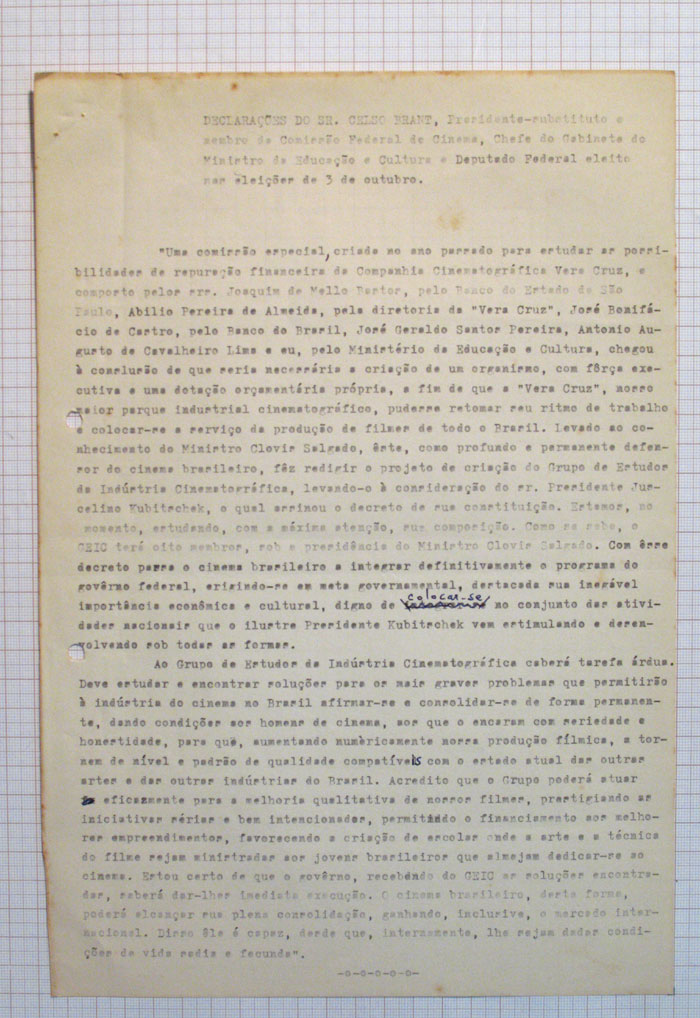 DECLARAÇÕES DO SR. CELSO BRANT, Presidente-substituto e
membro da Comissão Federal de Cinema, Chefe do Gabinete do
Ministro da Educação e Cultura e Deputado Federal eleito
nas eleições de 3 de outubro.
"Uma comissão especial, criada no ano passado para estudar as possi-
bilidades de repuração financeira da Companhia Cinematográfica Vera Cruz, e
composto pelos srs. Joaquim de Mello Bastos, pelo Banco do Estado de São
Paulo, Abilio Pereira de Almeida, pela diretoria da "Vera Cruz", José Bonifá-
cio de Castro, pelo Banco do Brasil, José Geraldo Santos Pereira, Antonio Au-
gusto de Cavalheiro Lima e eu, pelo Ministério da Educação e Cultura, chegou
à conclusão de que seria necessária a criação de um organismo, com fôrça exe-
cutiva e uma dotação orçamentária própria, a fim de que a "Vera Cruz", nosso
maior parque industrial cinematográfico, pudesse retomar seu ritmo de trabalho
e colocar-se a serviço da produção de filmes de todo o Brasil. Levado ao co-
nhecimento do Ministro Clovis Salgado, êste, como profundo e permanente defen-
sor do cinema brasileiro, fêz redigir o projeto de criação do Grupo de Estudos
da Indústria Cinematográfica, levando-o à consideração do sr. Presidente Jus-
celino Kubitschek, o qual assinou o decreto de sua constituição. Estamos, no
momento, estudando, com a máxima atenção, sua composição. Como se sabe, o
GEIC terá oito membros, sob a presidência do Ministro Clovis Salgado. Com êsse
decreto passa o cinema brasileiro a integrar definitivamente o programa do
govêrno federal, erigindo-se em meta governamental, destacada sua inegável
importância econômica e cultural, digno de colocar-se no conjunto das ativi-
dades nacionais que o ilustre Presidente Kubitschek vem estimulando e desen-
volvendo sob todas as formas.
Ao Grupo de Estudos da Indústria Cinematográfica caberá tarefa árdua.
Deve estudar e encontrar soluções para os mais graves problemas que permitirão
à indústria do cinema no Brasil afirmar-se e consolidar-se de forma permanen-
te, dando condições aos homens de cinema, aos que o encaram com seriedade e
honestidade, para que, aumentando numèricamente nossa produção fílmica, a tor-
nem de nível e padrão de qualidade compatíveis com o estado atual das outras
artes e das outras indústrias do Brasil. Acredito que o Grupo poderá atuar
eficazmente para a melhoria qualitativa de nossos filmes, prestigiando as
iniciativas sérias e bem intencionadas, permitindo o financiamento aos melho-
res empreendimentos, favorecendo a criação de escolas onde a arte e a técnica
do filme sejam ministradas aos jovens brasileiros que almejam dedicar-se ao
cinema. Estou certo de que o govêrno, recebendo do GEIC as soluções encontra-
das, saberá dar-lhes imediata execução. O cinema brasileiro, desta forma,
poderá alcançar sua plena consolidação, ganhando, inclusive, o mercado inter-
nacional. Disso êle é capaz, desde que, internamente, lhe sejam dadas condi-
ções de vida sadia e fecunda".
-o-o-o-o-o-